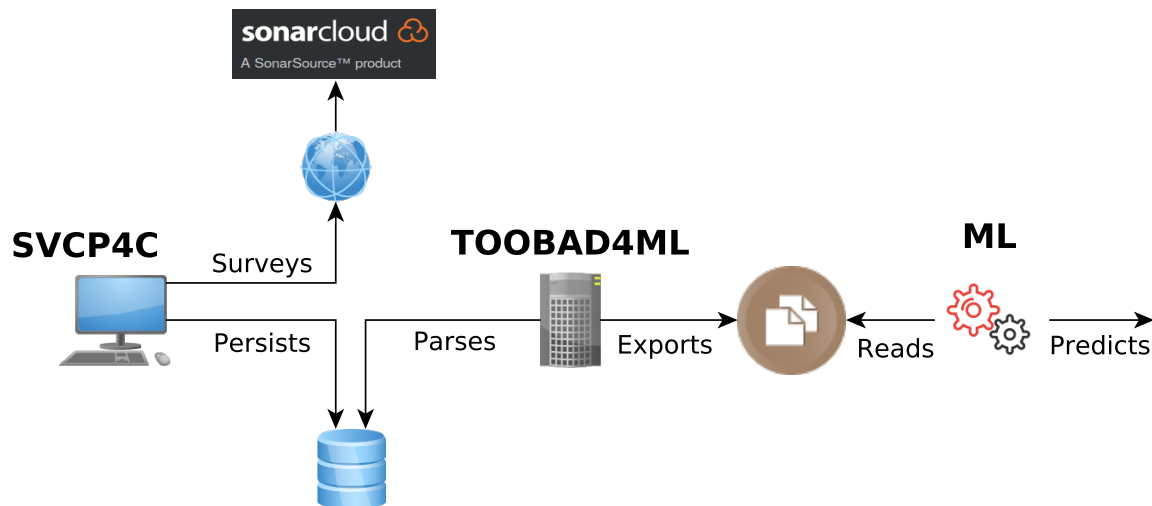 sonarcloud
A SonarSource™ product
SVCP4C
Surveys
Persists
TOOBAD4ML
Parses
Exports
ML
Reads
Predicts